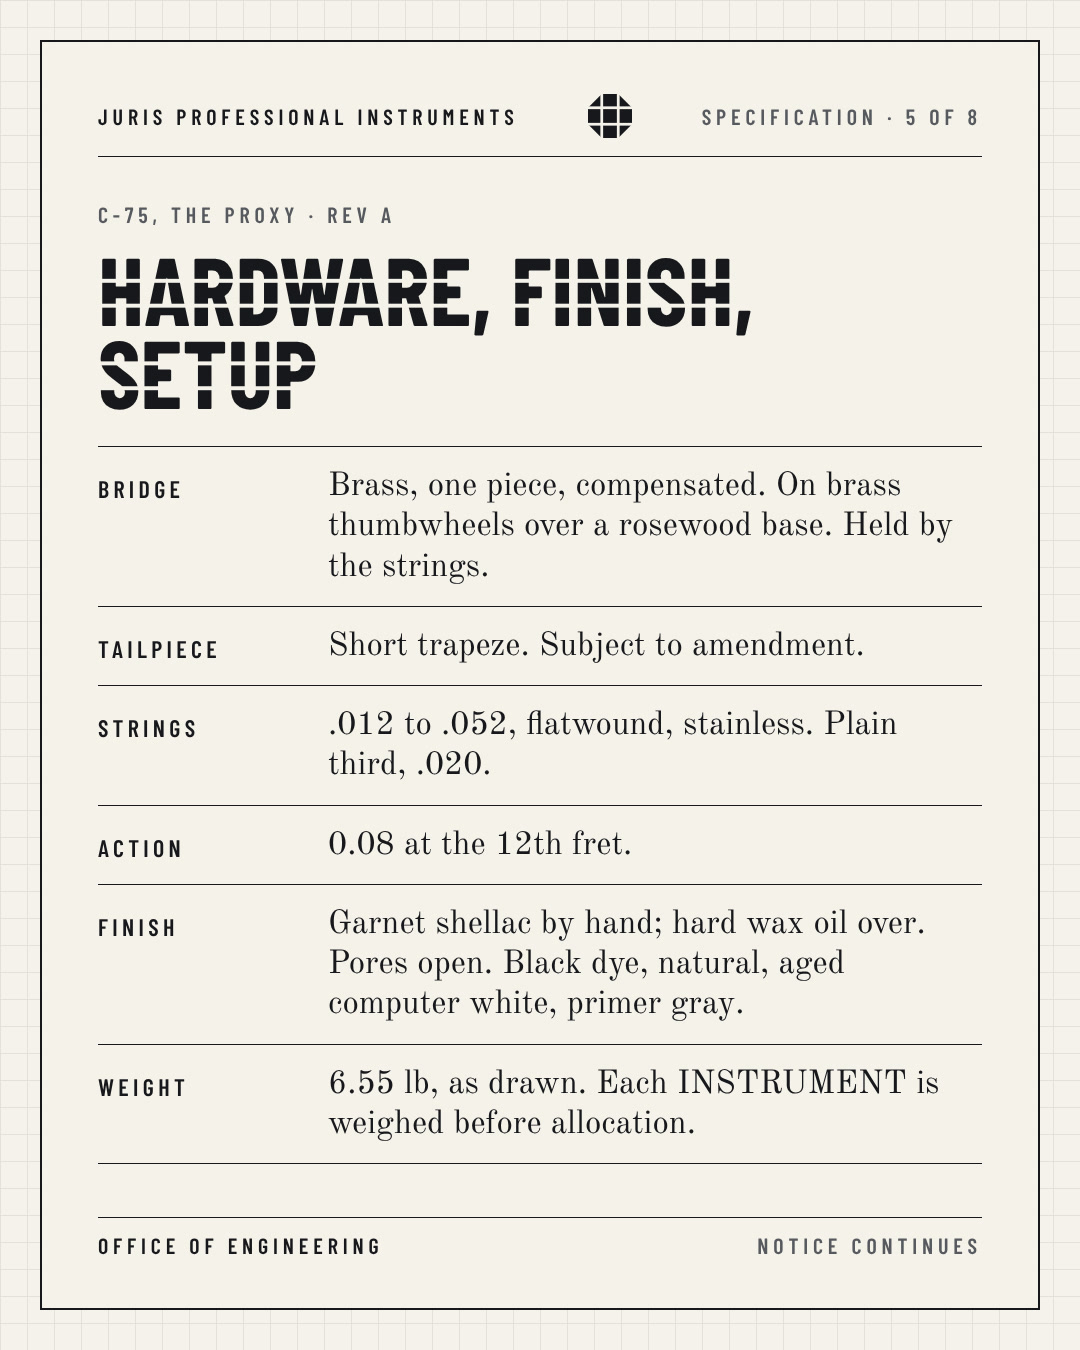 JURIS PROFESSIONAL INSTRUMENTS
SPECIFICATION · 5 OF 8
C-75, THE PROXY · REV A
HARDWARE, FINISH,
SETUP
BRIDGE
Brass, one piece, compensated. On brass
thumbwheels over a rosewood base. Held by
the strings.
TAILPIECE
Short trapeze. Subject to amendment.
STRINGS
.012 to .052, flatwound, stainless. Plain
third, .020.
ACTION
0.08 at the 12th fret.
FINISH
Garnet shellac by hand; hard wax oil over.
Pores open. Black dye, natural, aged
computer white, primer gray.
WEIGHT
6.55 lb, as drawn. Each INSTRUMENT is
weighed before allocation.
OFFICE OF ENGINEERING
NOTICE CONTINUES